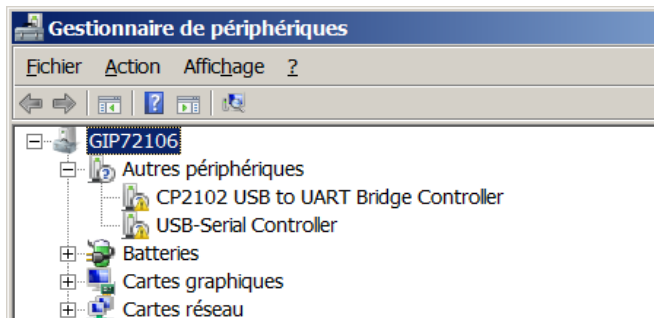 Gestionnaire de périphériques
Fichier Action Affichage ?
GIP72106
Autres périphériques
CP2102 USB to UART Bridge Controller
USB-Serial Controller
Batteries
Cartes graphiques
Cartes réseau